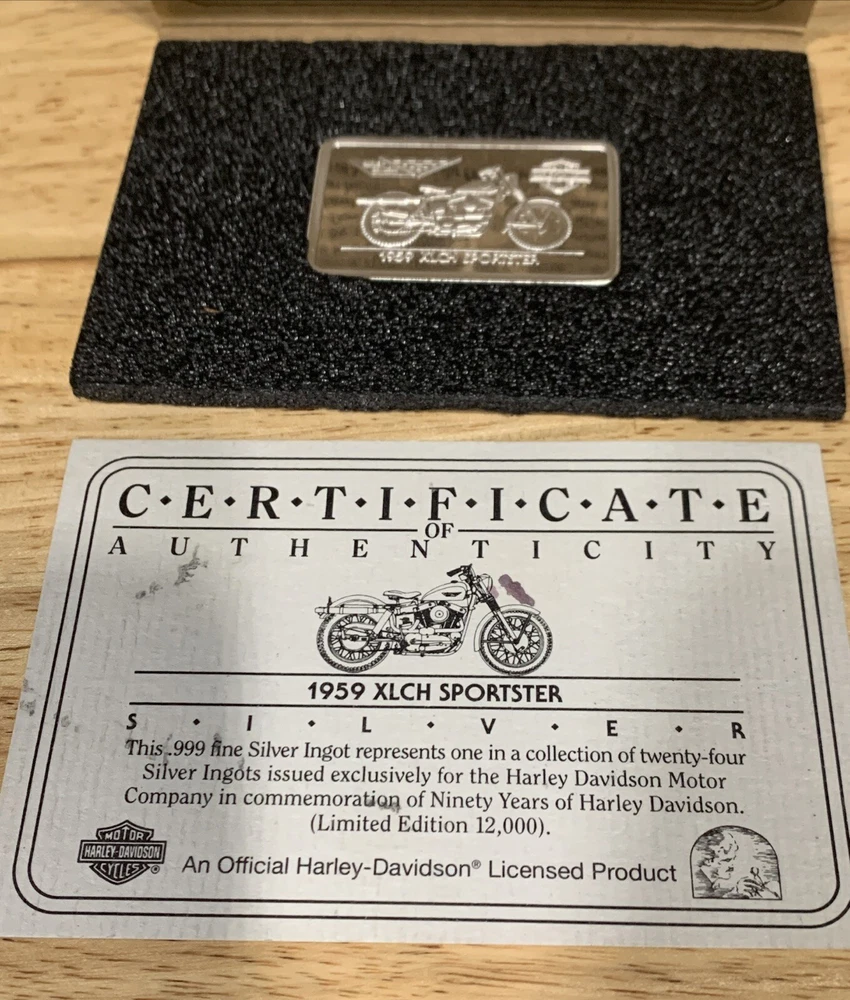 1959 XLCH SPORTSTER
C·E·R·T·I·F·I·C·A·T·E
OF
AUTHENTICITY
1959 XLCH SPORTSTER
S · I · L · V · E · R
This .999 fine Silver Ingot represents one in a collection of twenty-four
Silver Ingots issued exclusively for the Harley Davidson Motor
Company in commemoration of Ninety Years of Harley Davidson.
(Limited Edition 12,000).
MOTOR
HARLEY-DAVIDSON
CYCLES
®
An Official Harley-Davidson® Licensed Product